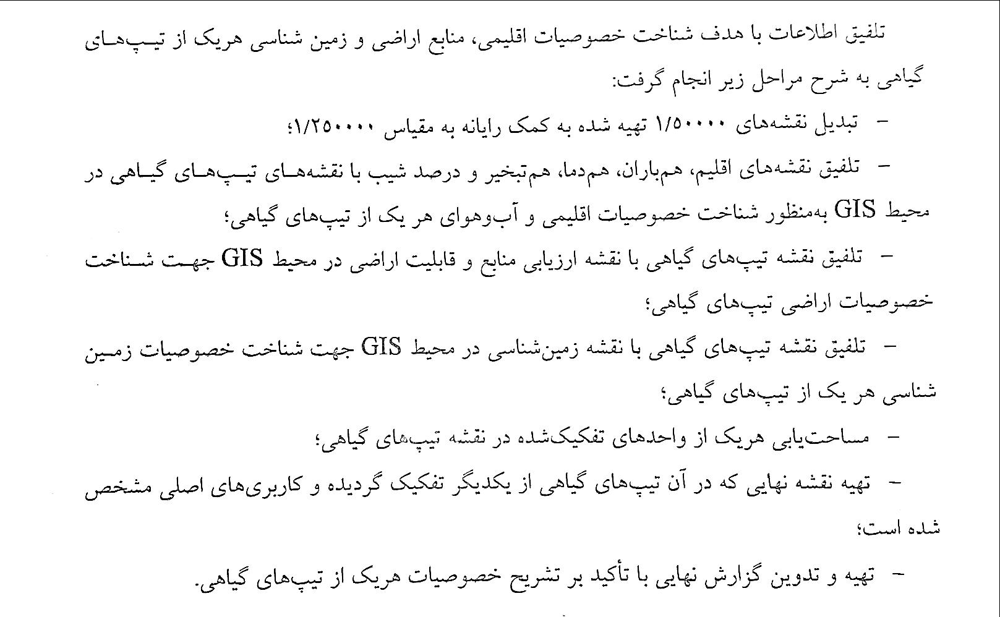 تلفیق اطلاعات با هدف شناخت خصوصیات اقلیمی، منابع اراضی و زمین شناسی هریک از تیپ‌های
گیاهی به شرح مراحل زیر انجام گرفت:
– تبدیل نقشه‌های ۱/۵۰۰۰۰ تهیه شده به کمک رایانه به مقیاس ۱/۲۵۰۰۰۰؛
– تلفیق نقشه‌های اقلیم، هم‌باران، هم‌دما، هم‌تبخیر و درصد شیب با نقشه‌های تیپ‌های گیاهی در
محیط GIS به‌منظور شناخت خصوصیات اقلیمی و آب‌وهوای هر یک از تیپ‌های گیاهی؛
– تلفیق نقشه تیپ‌های گیاهی با نقشه ارزیابی منابع و قابلیت اراضی در محیط GIS جهت شناخت
خصوصیات اراضی تیپ‌های گیاهی؛
– تلفیق نقشه تیپ‌های گیاهی با نقشه زمین‌شناسی در محیط GIS جهت شناخت خصوصیات زمین
شناسی هر یک از تیپ‌های گیاهی؛
– مساحت‌یابی هریک از واحدهای تفکیک‌شده در نقشه تیپ‌های گیاهی؛
– تهیه نقشه نهایی که در آن تیپ‌های گیاهی از یکدیگر تفکیک گردیده و کاربری‌های اصلی مشخص
شده است؛
– تهیه و تدوین گزارش نهایی با تأکید بر تشریح خصوصیات هریک از تیپ‌های گیاهی.